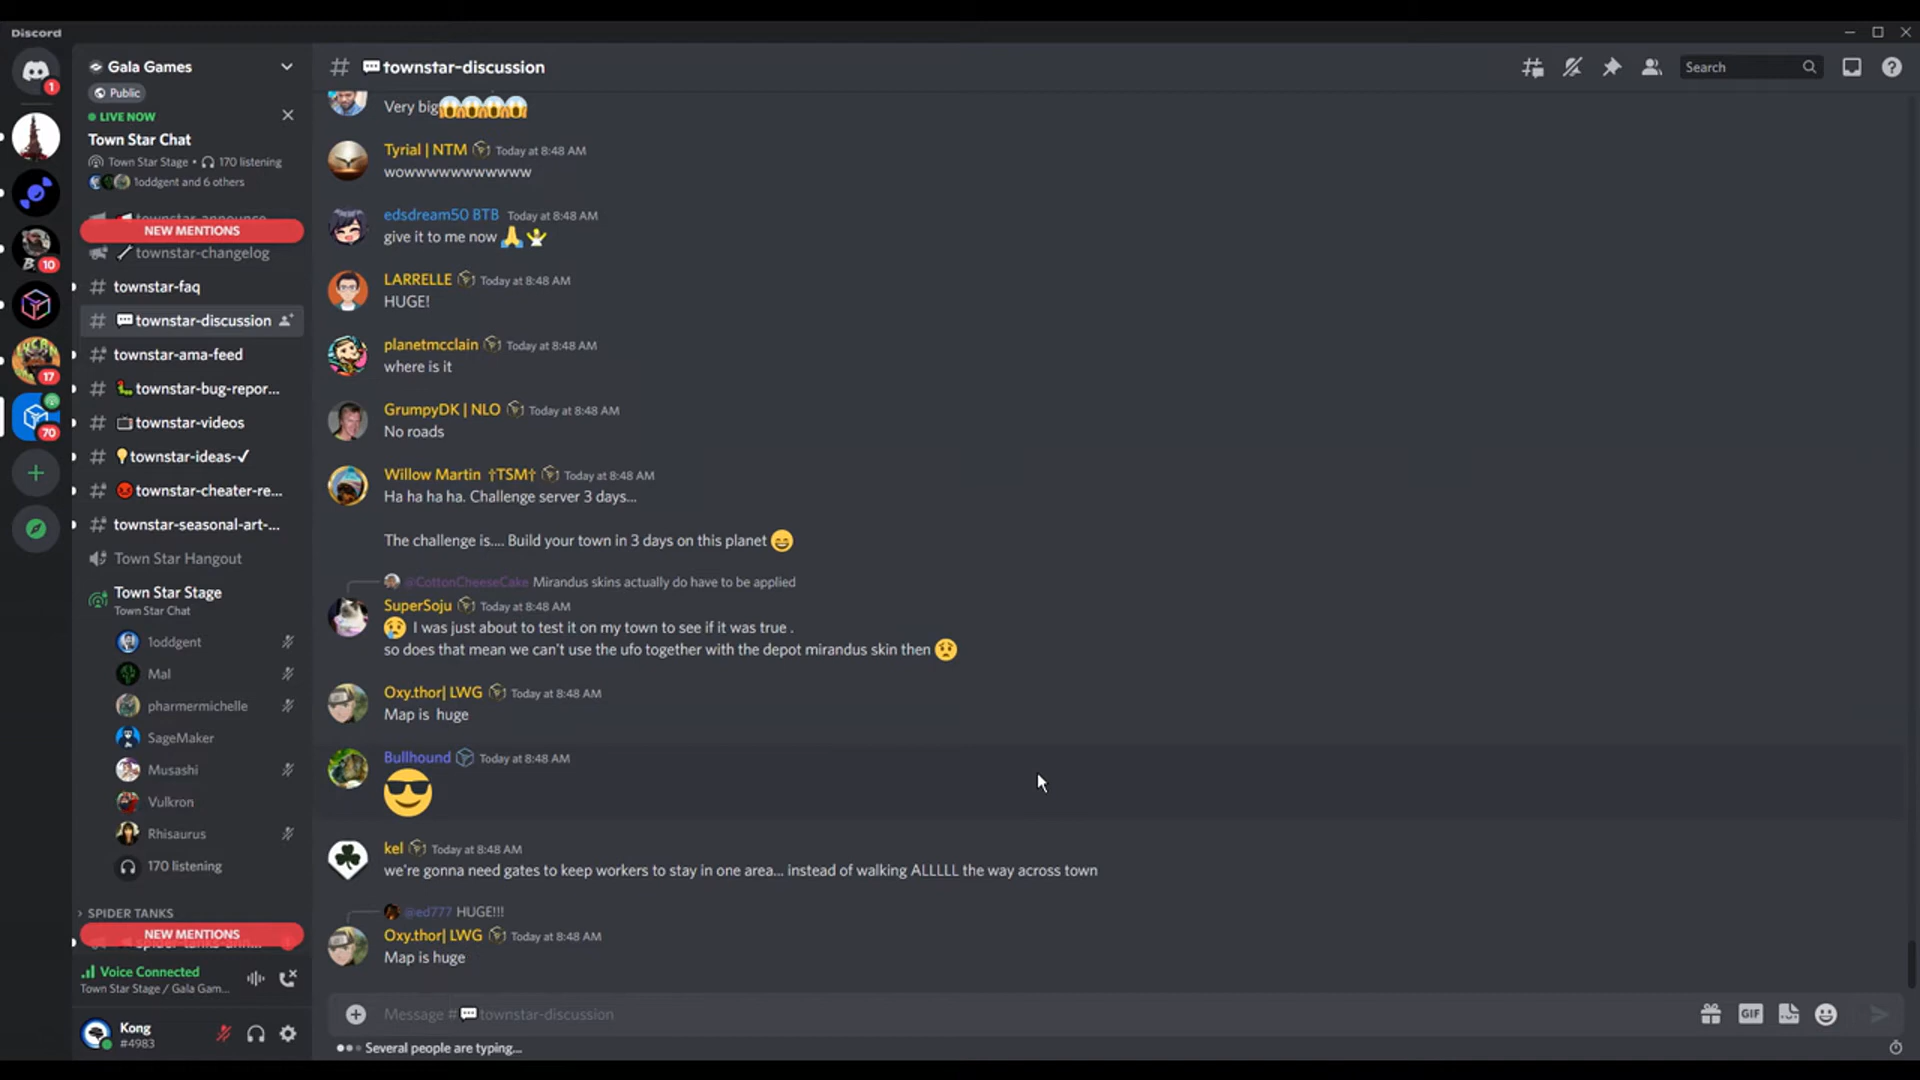 Discord
1
10
17
70
Gala Games
Public
LIVE NOW
Town Star Chat
Town Star Stage • 170 listening
1oddgent and 6 others
townstar-announce
NEW MENTIONS
townstar-changelog
townstar-faq
townstar-discussion
townstar-ama-feed
townstar-bug-repor...
townstar-videos
townstar-ideas-✓
townstar-cheater-re...
townstar-seasonal-art-...
Town Star Hangout
Town Star Stage
Town Star Chat
1oddgent
Mal
pharmermichelle
SageMaker
Musashi
Vulkron
Rhisaurus
170 listening
SPIDER TANKS
NEW MENTIONS
Voice Connected
Town Star Stage / Gala Gam...
Kong
#4983
# 💬townstar-discussion
Search
Very big😱😱😱😱
Tyrial | NTM Today at 8:48 AM
wowwwwwwwwwww
edsdream50 BTB Today at 8:48 AM
give it to me now 🙏
LARRELLE Today at 8:48 AM
HUGE!
planetmcclain Today at 8:48 AM
where is it
GrumpyDK | NLO Today at 8:48 AM
No roads
Willow Martin †TSM† Today at 8:48 AM
Ha ha ha ha. Challenge server 3 days...
The challenge is.... Build your town in 3 days on this planet 😄
@CottonCheeseCake Mirandus skins actually do have to be applied
SuperSoju Today at 8:48 AM
😢 I was just about to test it on my town to see if it was true .
so does that mean we can't use the ufo together with the depot mirandus skin then 😟
Oxy.thor| LWG Today at 8:48 AM
Map is huge
Bullhound Today at 8:48 AM
😎
kel Today at 8:48 AM
we're gonna need gates to keep workers to stay in one area... instead of walking ALLLLL the way across town
@ed777 HUGE!!!
Oxy.thor| LWG Today at 8:48 AM
Map is huge
Message #💬townstar-discussion
GIF
Several people are typing...